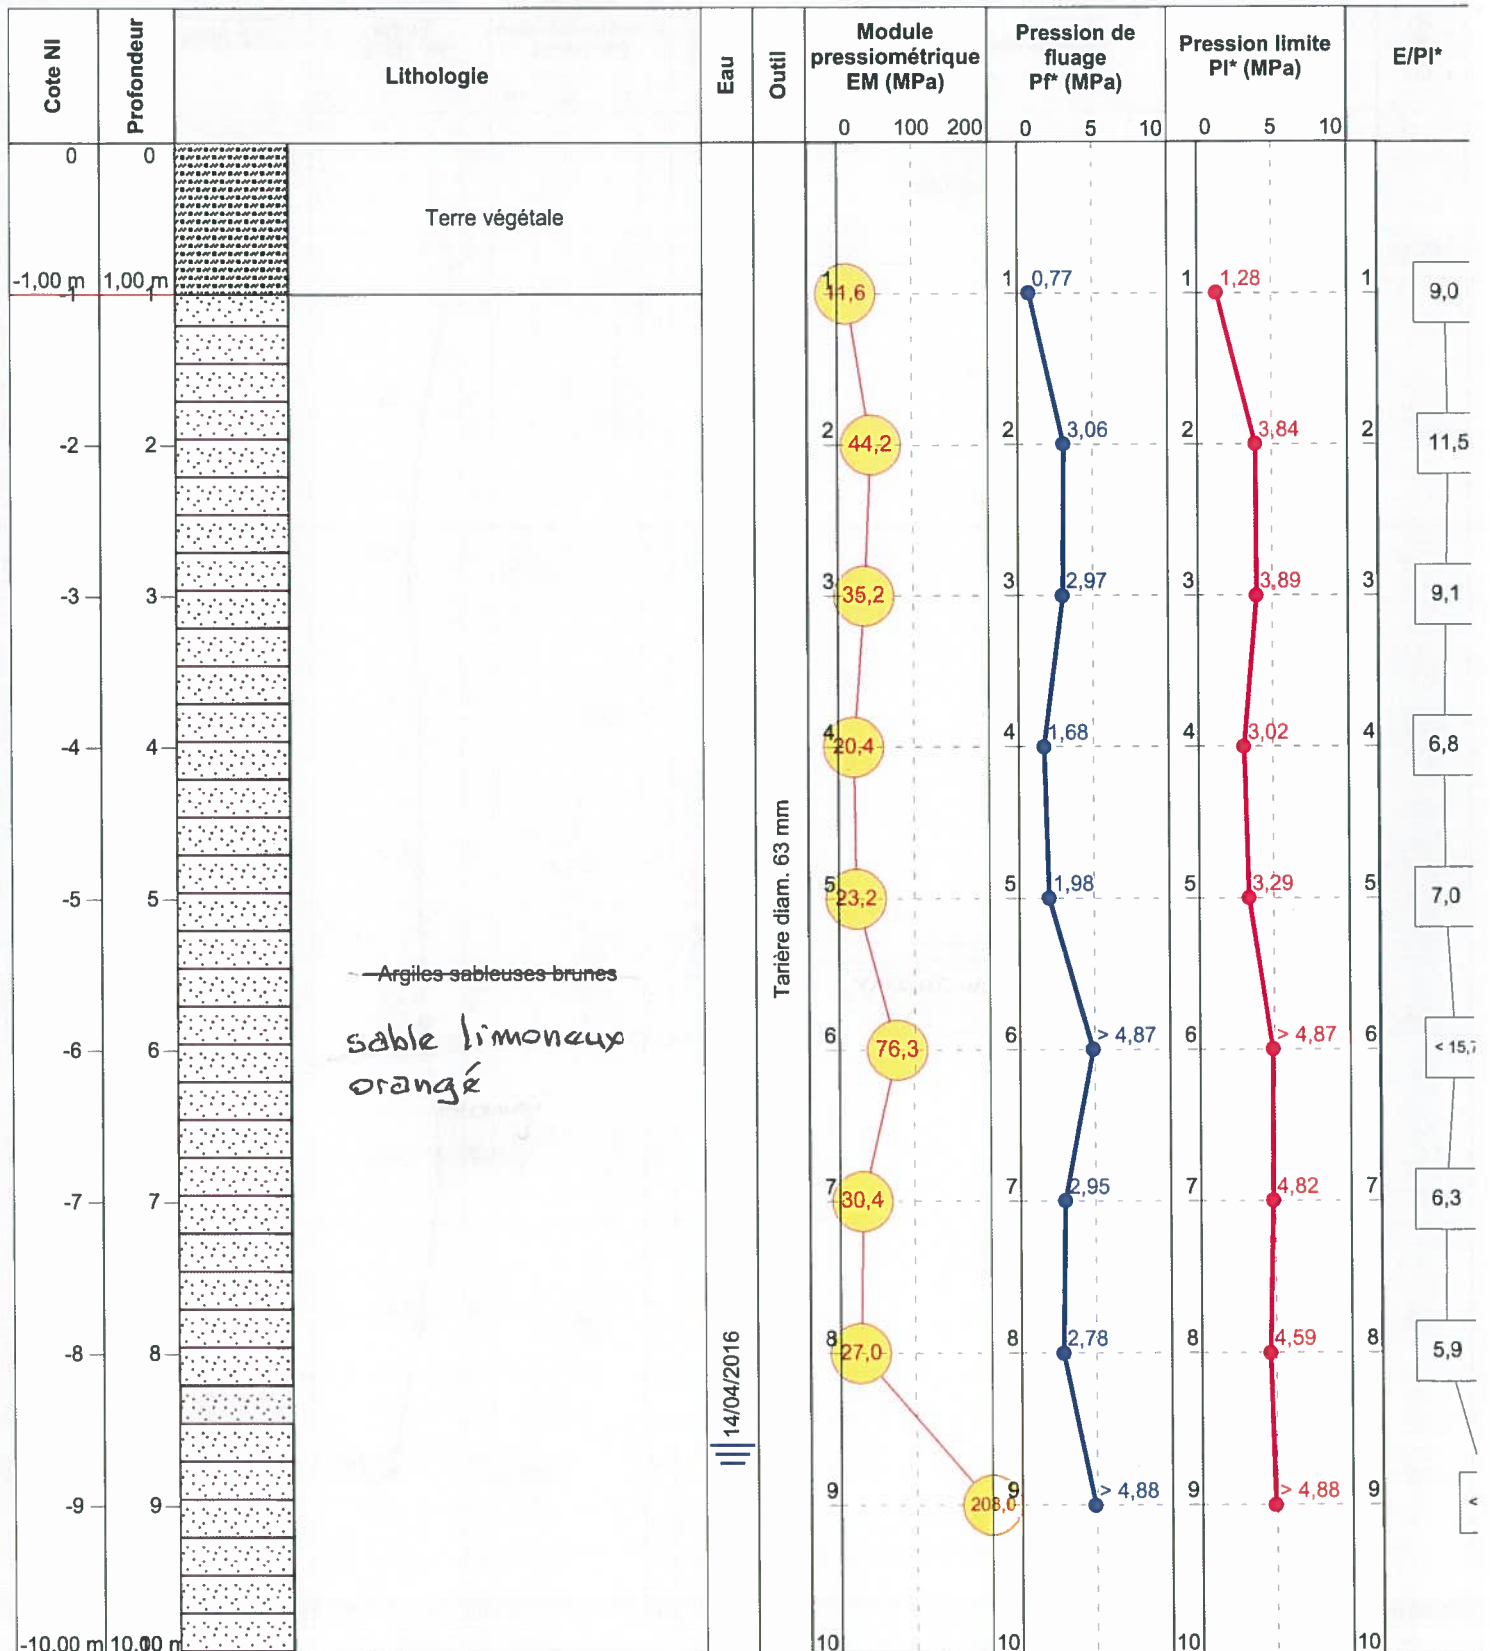 Cote NI
Profondeur
Lithologie
Eau
Outil
Module
pressiométrique
EM (MPa)
0 100 200
Pression de
fluage
Pf* (MPa)
0 5 10
Pression limite
Pl* (MPa)
0 5 10
E/Pl*
0 0
Terre végétale
-1,00 m 1,00 m
-1 1
1 11,6 1 0,77 1 1,28 1 9,0
-2 2 2 44,2 2 3,06 2 3,84 2 11,5
-3 3 3 35,2 3 2,97 3 3,89 3 9,1
-4 4 4 20,4 4 1,68 4 3,02 4 6,8
Tarière diam. 63 mm
-5 5 5 23,2 5 1,98 5 3,29 5 7,0
Argiles sableuses brunes
sable limoneux
orangé
-6 6 6 76,3 > 4,87 6 > 4,87 6 < 15,7
-7 7 7 30,4 7 2,95 7 4,82 7 6,3
-8 8 8 27,0 8 2,78 8 4,59 8 5,9
14/04/2016
-9 9 9 208,0 9 > 4,88 9 > 4,88 9 <
-10,00 m 10,00 m 10 10 10 10